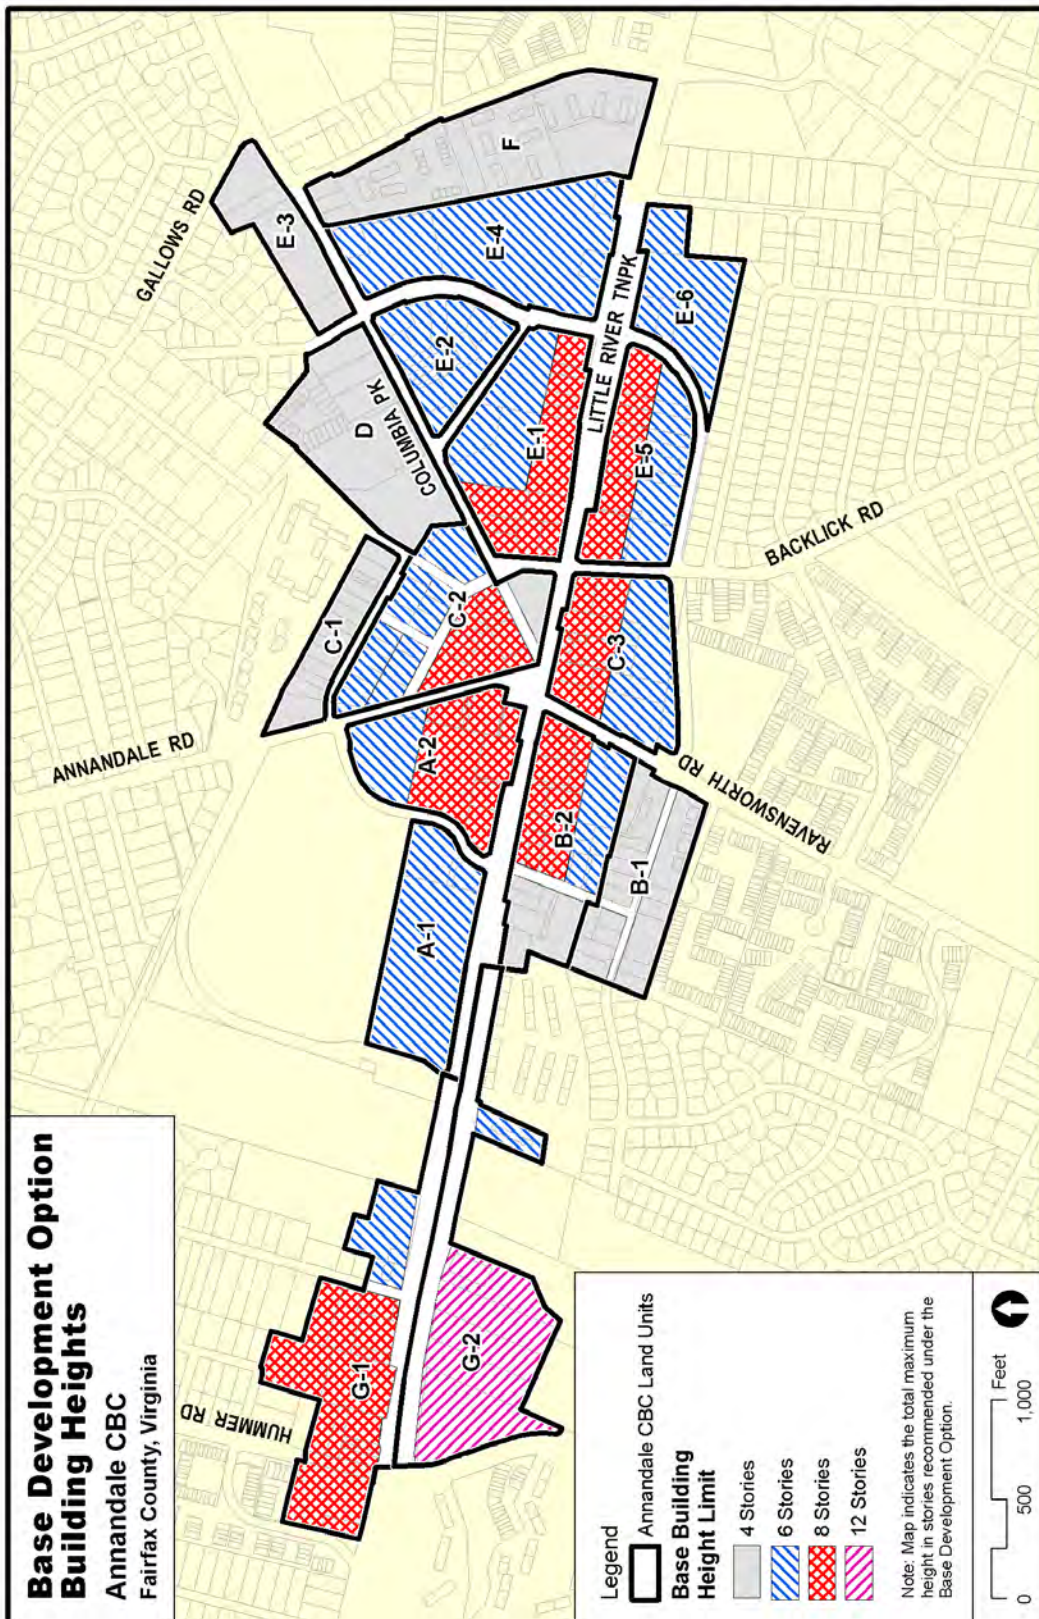 Base Development Option
Building Heights
Annandale CBC
Fairfax County, Virginia
HUMMER RD
ANNANDALE RD
GALLOWS RD
COLUMBIA PK
LITTLE RIVER TNPK
BACKLICK RD
RAVENSWORTH RD
G-1
G-2
A-1
A-2
B-1
B-2
C-1
C-2
C-3
D
E-1
E-2
E-3
E-4
E-5
E-6
F
Legend
Annandale CBC Land Units
Base Building
Height Limit
4 Stories
6 Stories
8 Stories
12 Stories
Note: Map indicates the total maximum
height in stories recommended under the
Base Development Option.
0 500 1,000
Feet